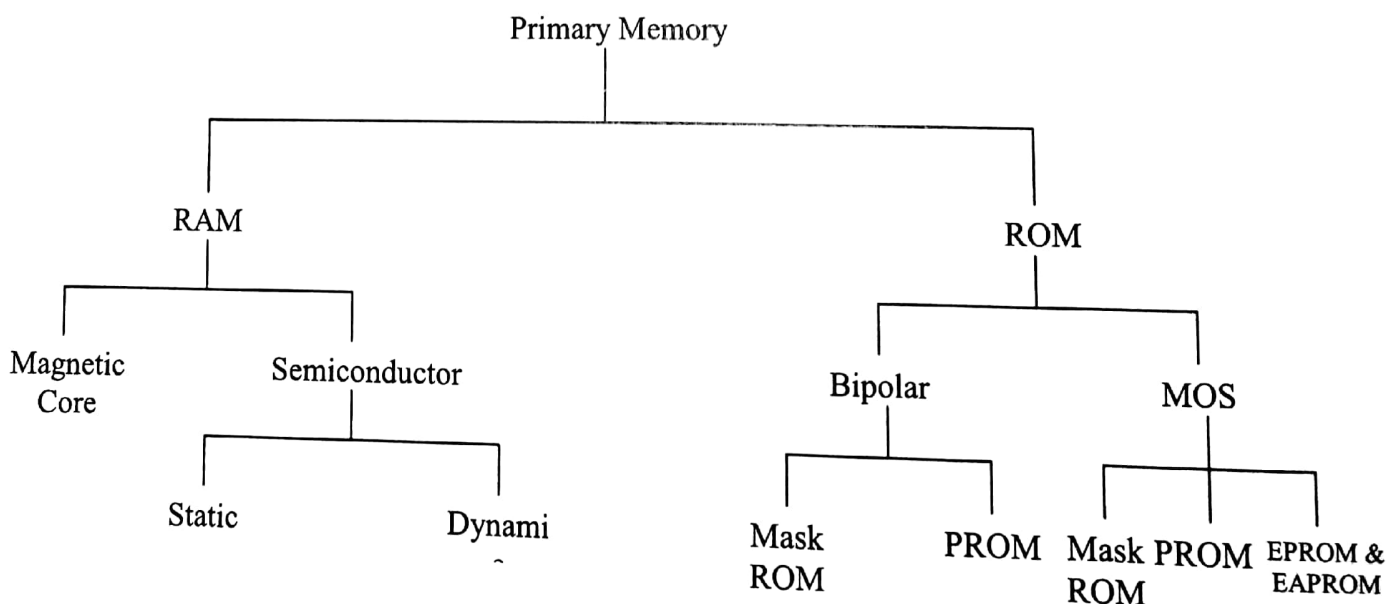 Primary Memory
RAM
ROM
Magnetic
Core
Semiconductor
Bipolar
MOS
Static
Dynami
Mask
ROM
PROM
Mask
ROM
PROM
EPROM &
EAPROM